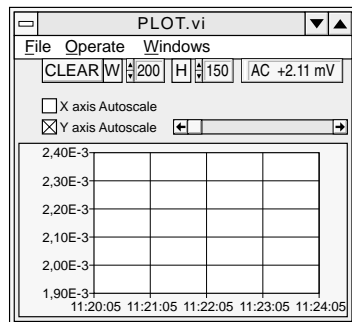 PLOT.vi
File Operate Windows
CLEAR W 200 H 150 AC +2.11 mV
X axis Autoscale
Y axis Autoscale
2,40E-3
2,30E-3
2,20E-3
2,10E-3
2,00E-3
1,90E-3
11:20:05 11:21:05 11:22:05 11:23:05 11:24:05